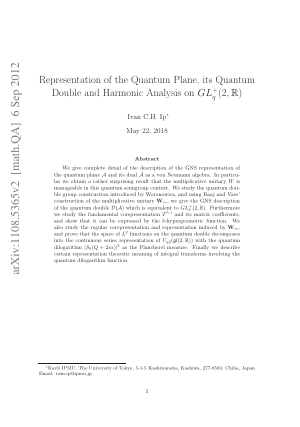 arXiv:1108.5365v2 [math.QA] 6 Sep 2012
Representation of the Quantum Plane, its Quantum
Double and Harmonic Analysis on GL_q^+(2, ℝ)
Ivan C. H. Ip*
May 22, 2018
Abstract
We give complete detail of the description of the GNS representation of
the quantum plane 𝒜 and its dual 𝒜̂ as a von Neumann algebra. In particu-
lar we obtain a rather surprising result that the multiplicative unitary W is
manageable in this quantum semigroup context. We study the quantum dou-
ble group construction introduced by Woronowicz, and using Baaj and Vaes'
construction of the multiplicative unitary W_m, we give the GNS description
of the quantum double 𝒟(𝒜) which is equivalent to GL_q^+(2, ℝ). Furthermore
we study the fundamental corepresentation T^{λ,t} and its matrix coefficients,
and show that it can be expressed by the b-hypergeometric function. We
also study the regular corepresentation and representation induced by W_m,
and prove that the space of L² functions on the quantum double decomposes
into the continuous series representation of U_{q\tilde{q}}(𝔤𝔩(2, ℝ)) with the quantum
dilogarithm |S_b(Q + 2iα)|² as the Plancherel measure. Finally we describe
certain representation theoretic meaning of integral transforms involving the
quantum dilogarithm function.
*Kavli IPMU, The University of Tokyo, 5-1-5 Kashiwanoha, Kashiwa, 277-8583, Chiba, Japan
Email: ivan.ip@ipmu.jp
1